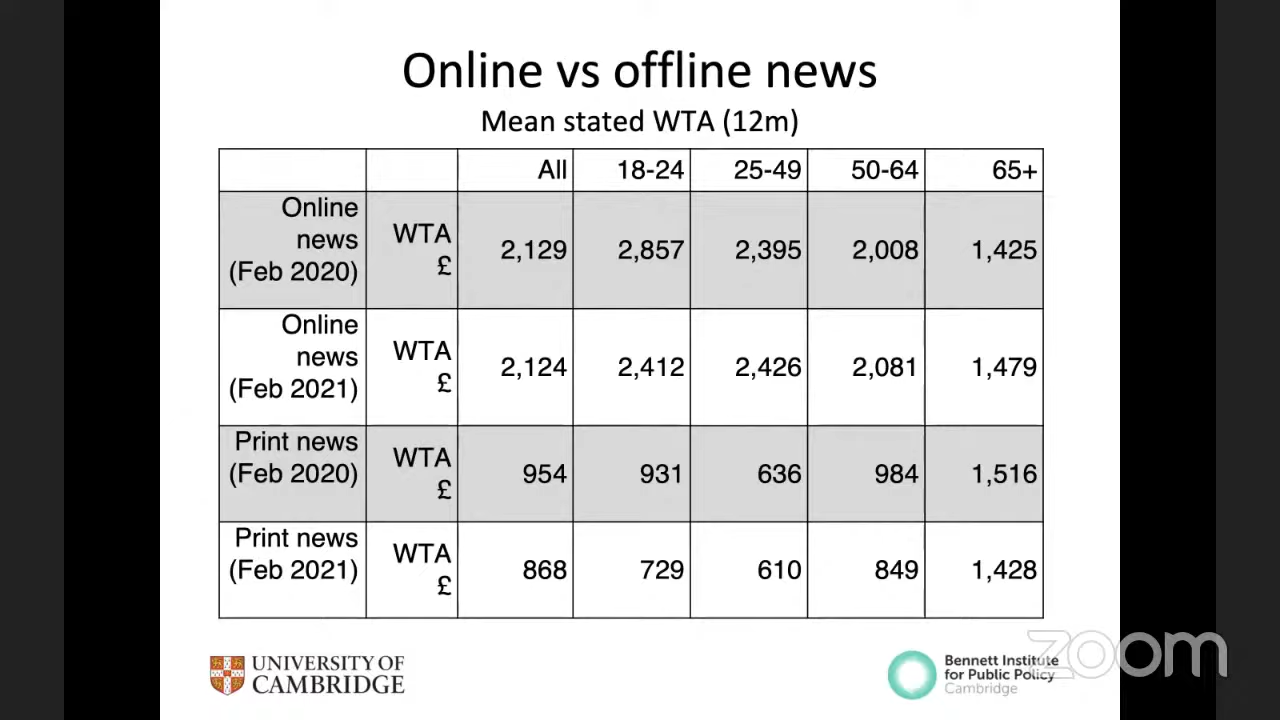 Online vs offline news
Mean stated WTA (12m)
All 18-24 25-49 50-64 65+
Online
news
(Feb 2020) WTA
£ 2,129 2,857 2,395 2,008 1,425
Online
news
(Feb 2021) WTA
£ 2,124 2,412 2,426 2,081 1,479
Print news
(Feb 2020) WTA
£ 954 931 636 984 1,516
Print news
(Feb 2021) WTA
£ 868 729 610 849 1,428
UNIVERSITY OF
CAMBRIDGE
Bennett Institute
for Public Policy
Cambridge
zoom